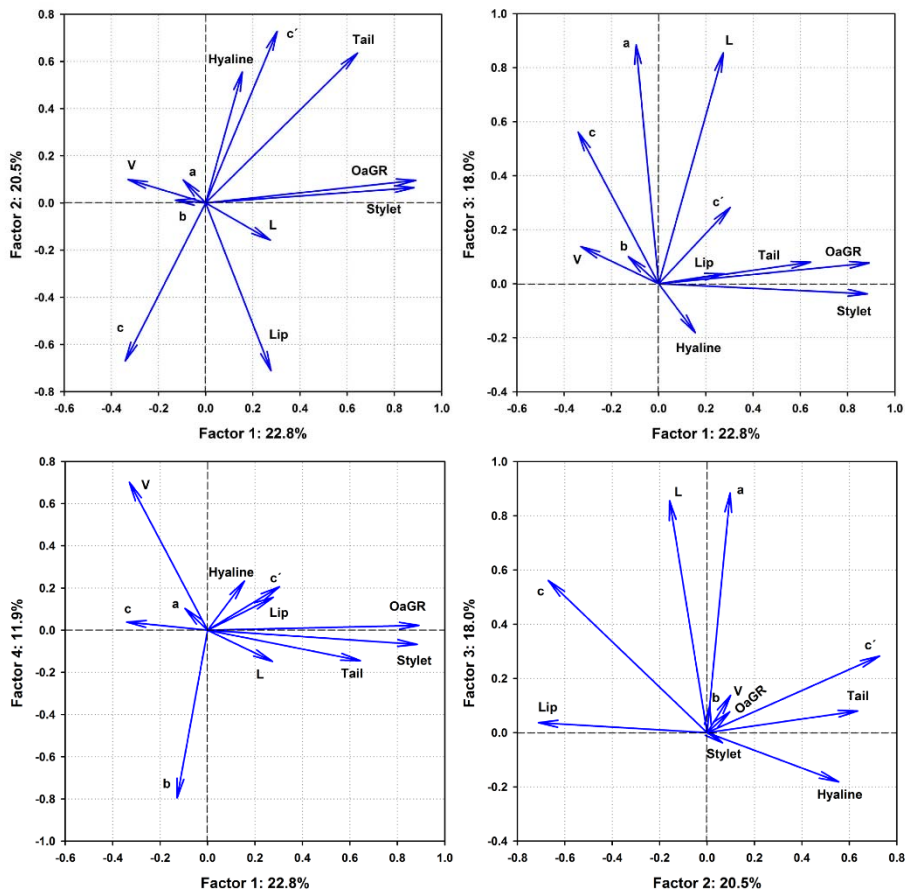 0.8
0.6
0.4
0.2
0.0
-0.2
-0.4
-0.6
-0.8
Factor 2: 20.5%
c´
Tail
Hyaline
V
a
OaGR
b
Stylet
L
c
Lip
-0.6 -0.4 -0.2 0.0 0.2 0.4 0.6 0.8 1.0
Factor 1: 22.8%
1.0
0.8
0.6
0.4
0.2
0.0
-0.2
-0.4
Factor 3: 18.0%
a
L
c
c´
b
V
Lip
Tail
OaGR
Stylet
Hyaline
-0.6 -0.4 -0.2 0.0 0.2 0.4 0.6 0.8 1.0
Factor 1: 22.8%
0.8
0.6
0.4
0.2
0.0
-0.2
-0.4
-0.6
-0.8
-1.0
Factor 4: 11.9%
V
Hyaline
c´
c
a
Lip
OaGR
Stylet
L
Tail
b
-0.6 -0.4 -0.2 0.0 0.2 0.4 0.6 0.8 1.0
Factor 1: 22.8%
1.0
0.8
0.6
0.4
0.2
0.0
-0.2
-0.4
Factor 3: 18.0%
L
a
c
c´
b
V
OaGR
Tail
Lip
Stylet
Hyaline
-0.8 -0.6 -0.4 -0.2 0.0 0.2 0.4 0.6 0.8
Factor 2: 20.5%